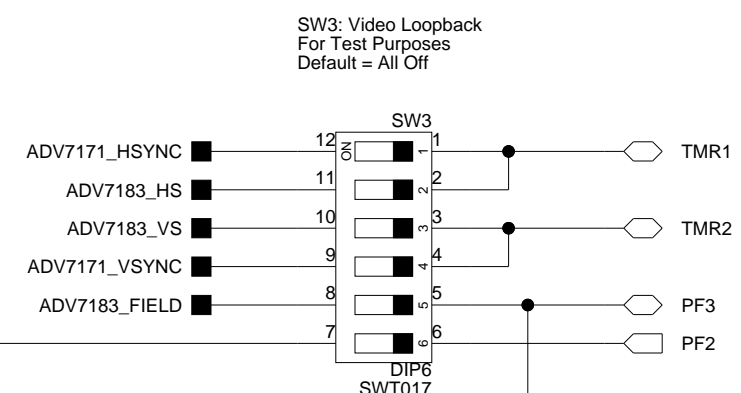 SW3: Video Loopback
For Test Purposes
Default = All Off
SW3
ADV7171_HSYNC 12 ON 1 1 TMR1
ADV7183_HS 11 2 2
ADV7183_VS 10 3 3 TMR2
ADV7171_VSYNC 9 4 4
ADV7183_FIELD 8 5 5 PF3
7 6 6 PF2
DIP6
SWT017